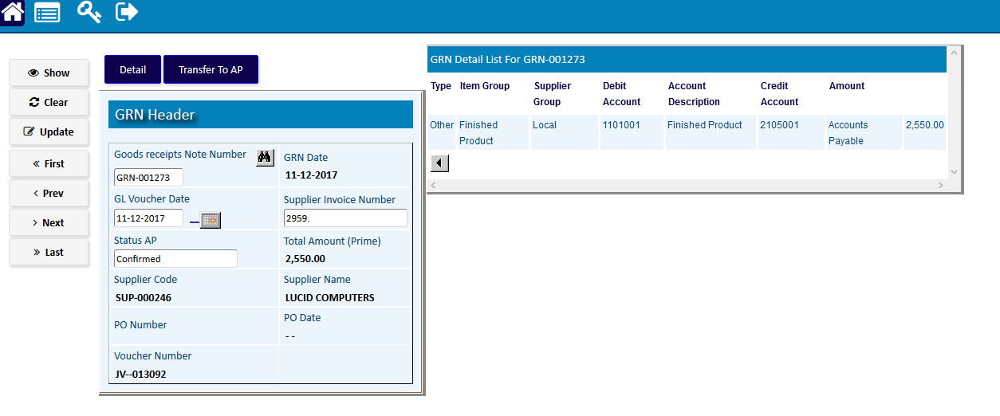 Show
Clear
Update
« First
‹ Prev
› Next
» Last
Detail
Transfer To AP
GRN Header
Goods receipts Note Number
GRN-001273
GRN Date
11-12-2017
GL Voucher Date
11-12-2017
Supplier Invoice Number
2959.
Status AP
Confirmed
Total Amount (Prime)
2,550.00
Supplier Code
SUP-000246
Supplier Name
LUCID COMPUTERS
PO Number
PO Date
- -
Voucher Number
JV--013092
GRN Detail List For GRN-001273
Type Item Group Supplier Debit Account Credit Amount
Group Account Description Account
Other Finished Local 1101001 Finished Product 2105001 Accounts 2,550.00
Product Payable